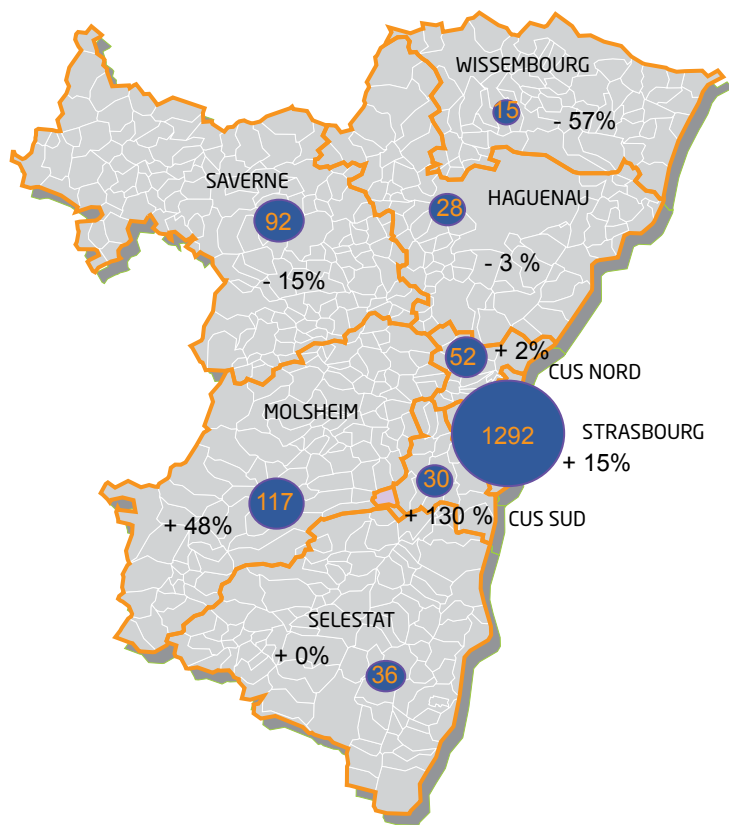 WISSEMBOURG
15
- 57%
SAVERNE
92
- 15%
HAGUENAU
28
- 3 %
52
+ 2%
CUS NORD
MOLSHEIM
1292
STRASBOURG
+ 15%
117
+ 48%
30
+ 130 %
CUS SUD
SELESTAT
+ 0%
36